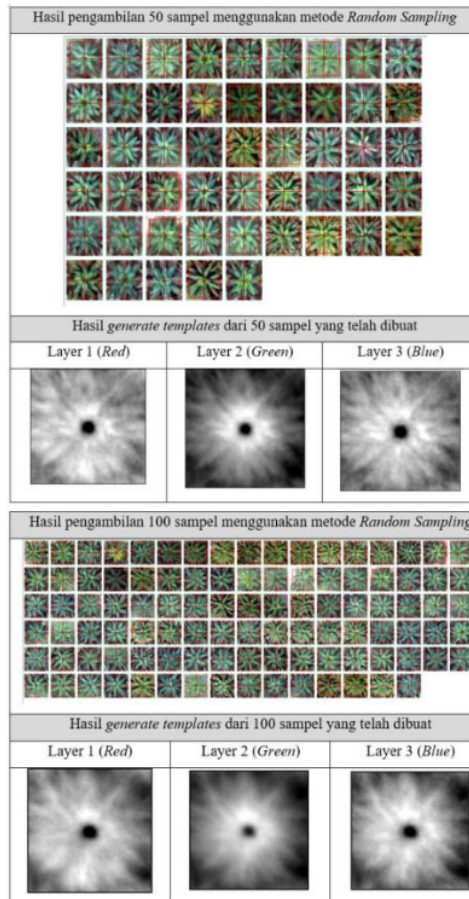 Hasil pengambilan 50 sampel menggunakan metode Random Sampling
Hasil generate templates dari 50 sampel yang telah dibuat
Layer 1 (Red)
Layer 2 (Green)
Layer 3 (Blue)
Hasil pengambilan 100 sampel menggunakan metode Random Sampling
Hasil generate templates dari 100 sampel yang telah dibuat
Layer 1 (Red)
Layer 2 (Green)
Layer 3 (Blue)